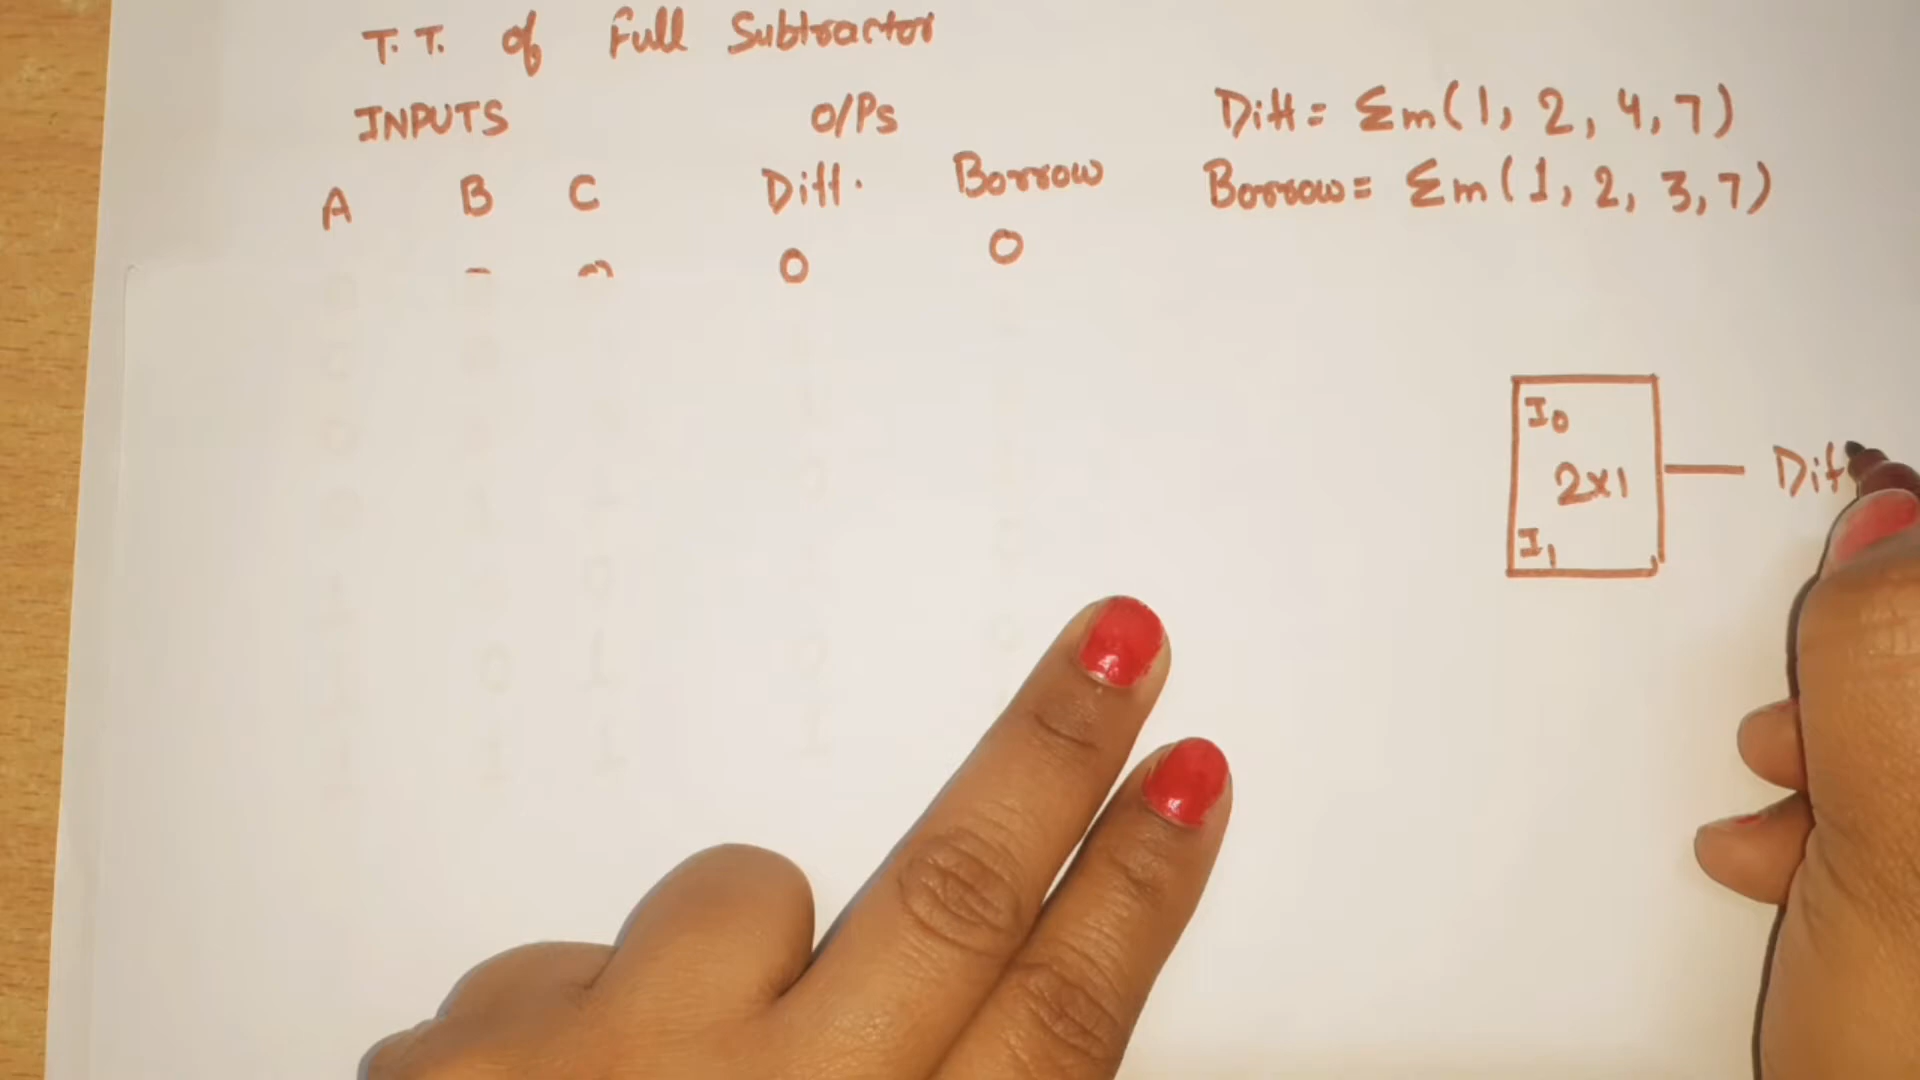 T.T. of Full Subtractor
INPUTS O/Ps
A B C Diff. Borrow
0 0
Diff = Σm(1, 2, 4, 7)
Borrow = Σm(1, 2, 3, 7)
I0
2x1
I1
Dif